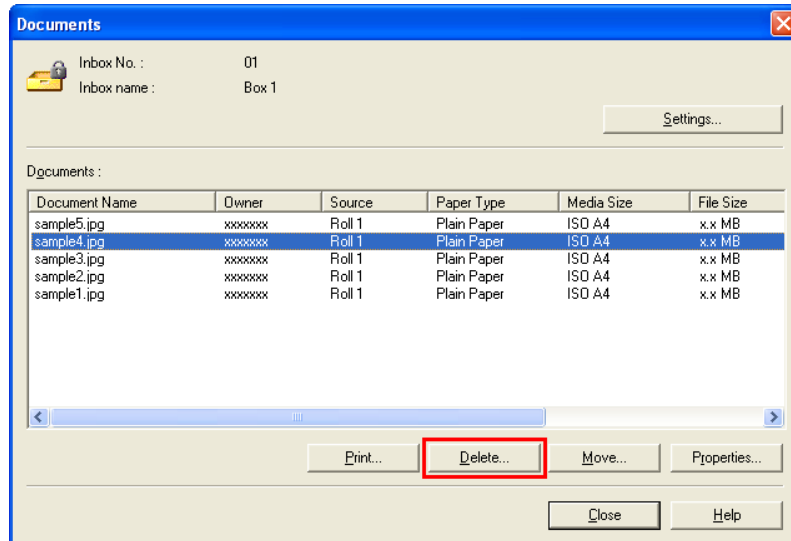 Documents
Inbox No. : 01
Inbox name : Box 1
Settings...
Documents :
Document Name Owner Source Paper Type Media Size File Size
sample5.jpg xxxxxxx Roll 1 Plain Paper ISO A4 x.x MB
sample4.jpg xxxxxxx Roll 1 Plain Paper ISO A4 x.x MB
sample3.jpg xxxxxxx Roll 1 Plain Paper ISO A4 x.x MB
sample2.jpg xxxxxxx Roll 1 Plain Paper ISO A4 x.x MB
sample1.jpg xxxxxxx Roll 1 Plain Paper ISO A4 x.x MB
Print... Delete... Move... Properties...
Close Help